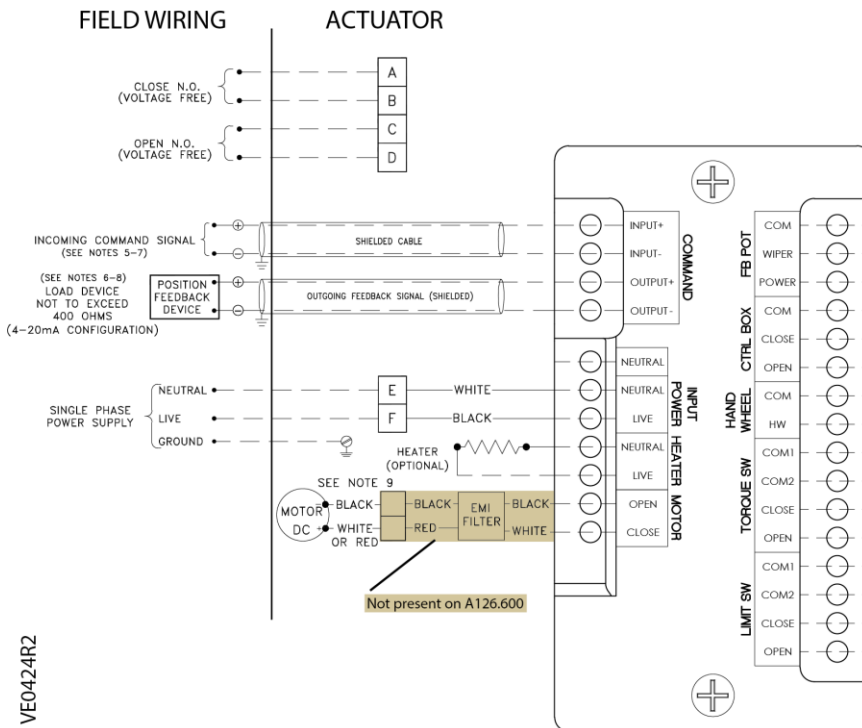 FIELD WIRING
ACTUATOR
CLOSE N.O.
(VOLTAGE FREE)
A
B
OPEN N.O.
(VOLTAGE FREE)
C
D
INCOMING COMMAND SIGNAL
(SEE NOTES 5-7)
+
-
SHIELDED CABLE
(SEE NOTES 6-8)
LOAD DEVICE
NOT TO EXCEED
400 OHMS
(4-20mA CONFIGURATION)
POSITION
FEEDBACK
DEVICE
+
-
OUTGOING FEEDBACK SIGNAL (SHIELDED)
SINGLE PHASE
POWER SUPPLY
NEUTRAL
LIVE
GROUND
E
F
WHITE
BLACK
HEATER
(OPTIONAL)
SEE NOTE 9
MOTOR
DC +
BLACK
WHITE
OR RED
BLACK
RED
EMI
FILTER
BLACK
WHITE
Not present on A126.600
INPUT+
INPUT-
OUTPUT+
OUTPUT-
COMMAND
NEUTRAL
NEUTRAL
LIVE
INPUT
POWER
NEUTRAL
LIVE
HEATER
OPEN
CLOSE
MOTOR
FB POT
COM
WIPER
POWER
CTRL BOX
COM
CLOSE
OPEN
HAND
WHEEL
COM
HW
TORQUE SW
COM1
COM2
CLOSE
OPEN
LIMIT SW
COM1
COM2
CLOSE
OPEN
VE0424R2